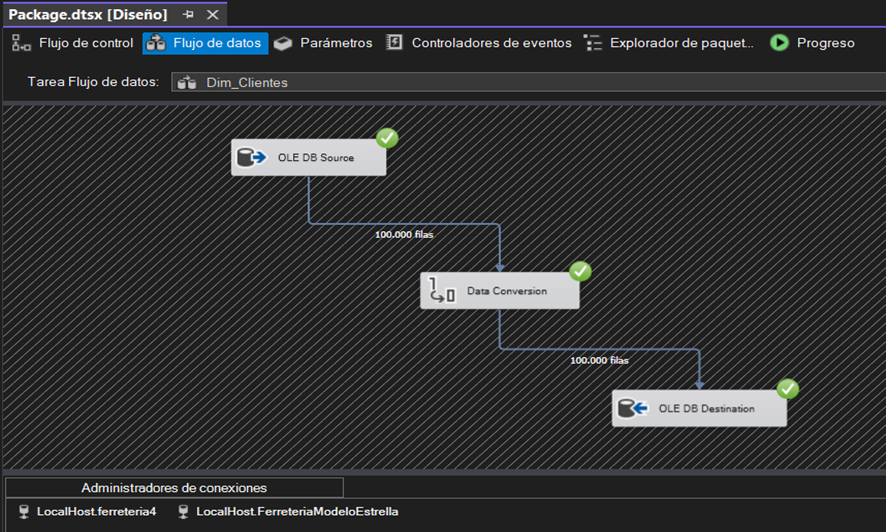 Package.dtsx [Diseño]
Flujo de control Flujo de datos Parámetros Controladores de eventos Explorador de paquet... Progreso
Tarea Flujo de datos: Dim_Clientes
OLE DB Source
100.000 filas
Data Conversion
100.000 filas
OLE DB Destination
Administradores de conexiones
LocalHost.ferreteria4 LocalHost.FerreteriaModeloEstrella